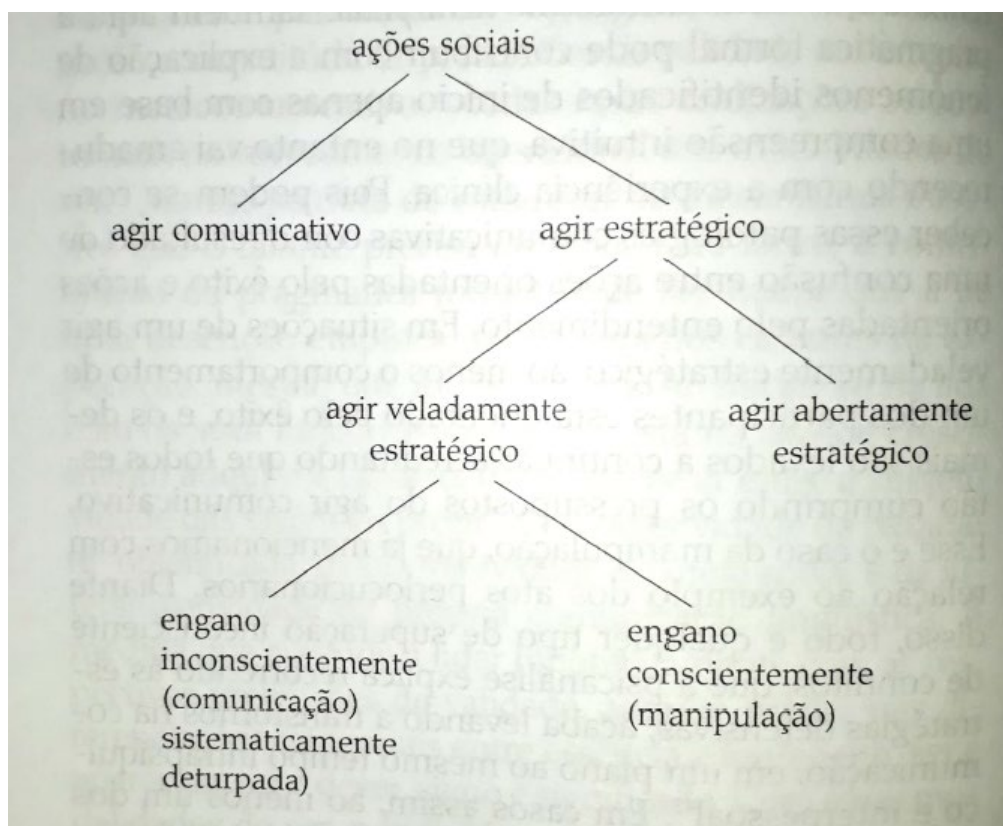 ações sociais
agir comunicativo
agir estratégico
agir veladamente
estratégico
agir abertamente
estratégico
engano
inconscientemente
(comunicação)
sistematicamente
deturpada)
engano
conscientemente
(manipulação)